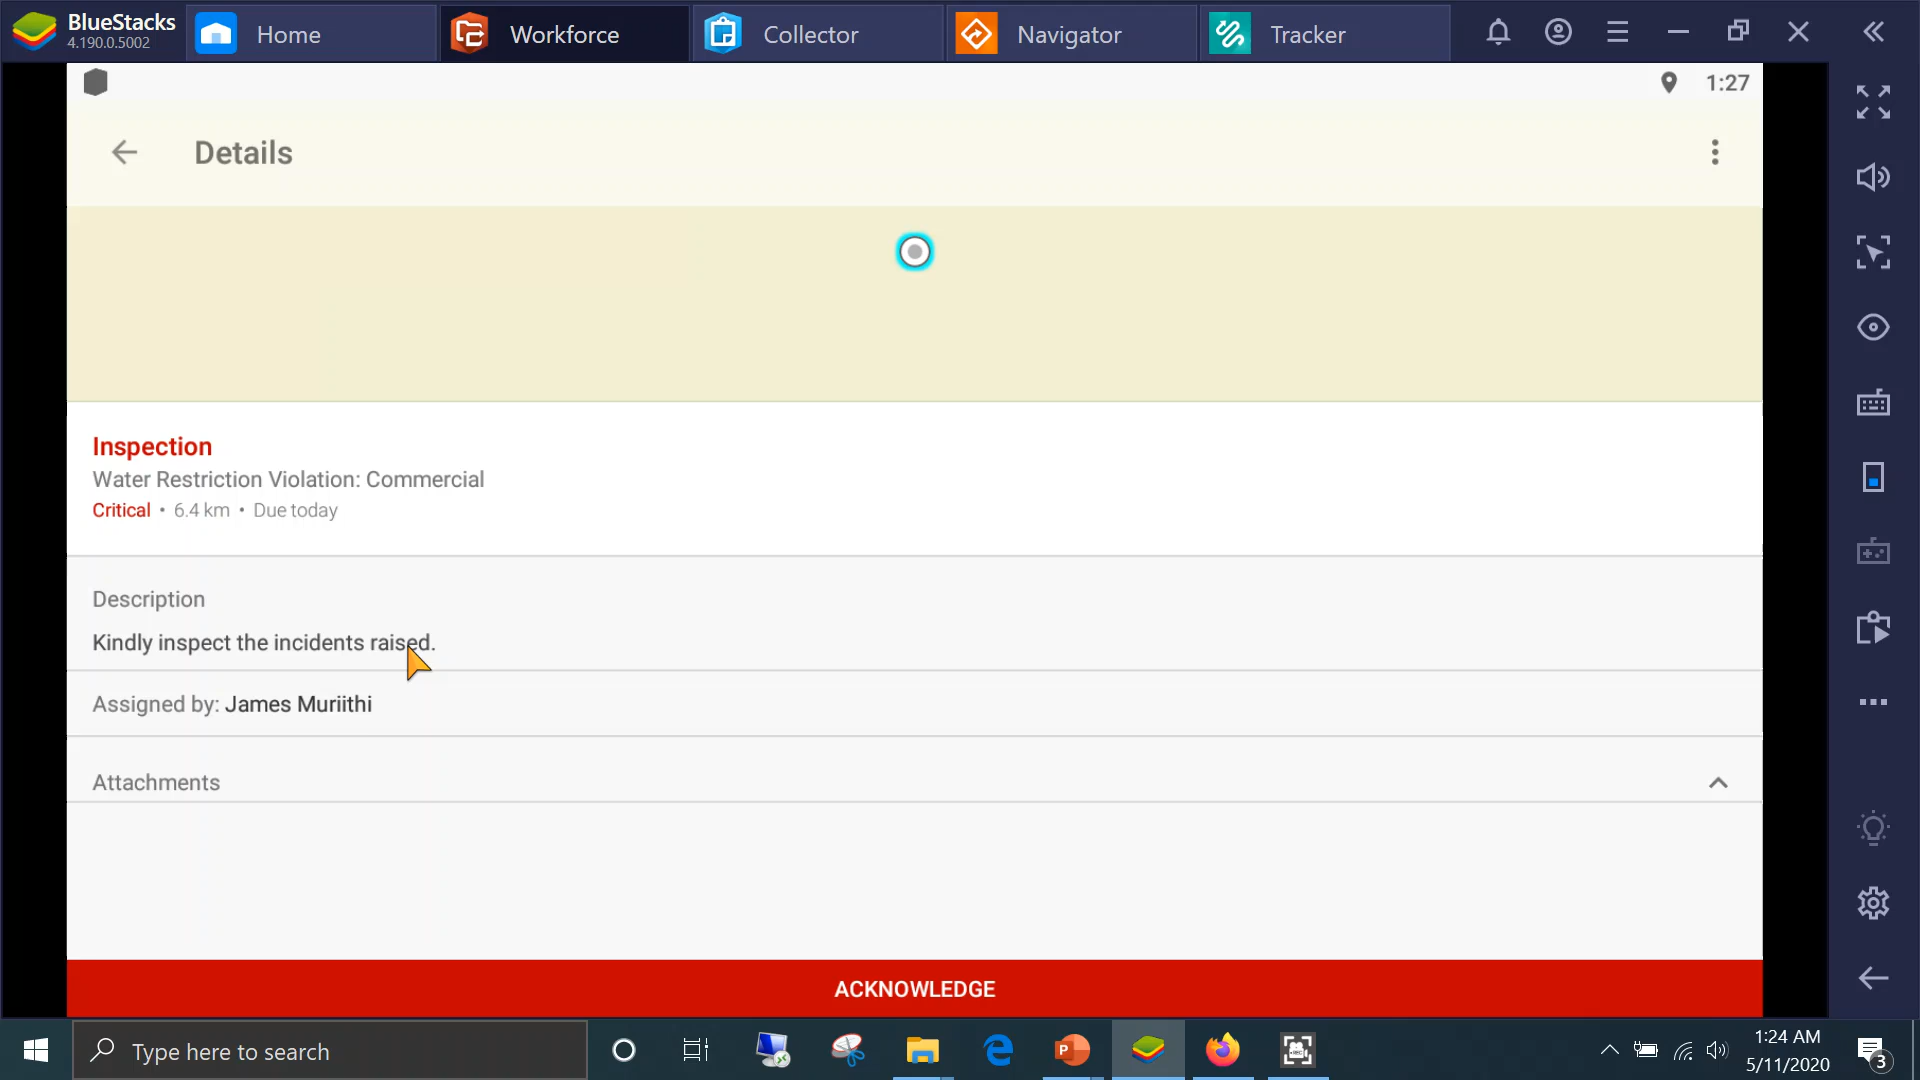 BlueStacks
4.190.0.5002
Home
Workforce
Collector
Navigator
Tracker
1:27
Details
Inspection
Water Restriction Violation: Commercial
Critical • 6.4 km • Due today
Description
Kindly inspect the incidents raised.
Assigned by: James Muriithi
Attachments
ACKNOWLEDGE
Type here to search
P
REC
1:24 AM
5/11/2020
3